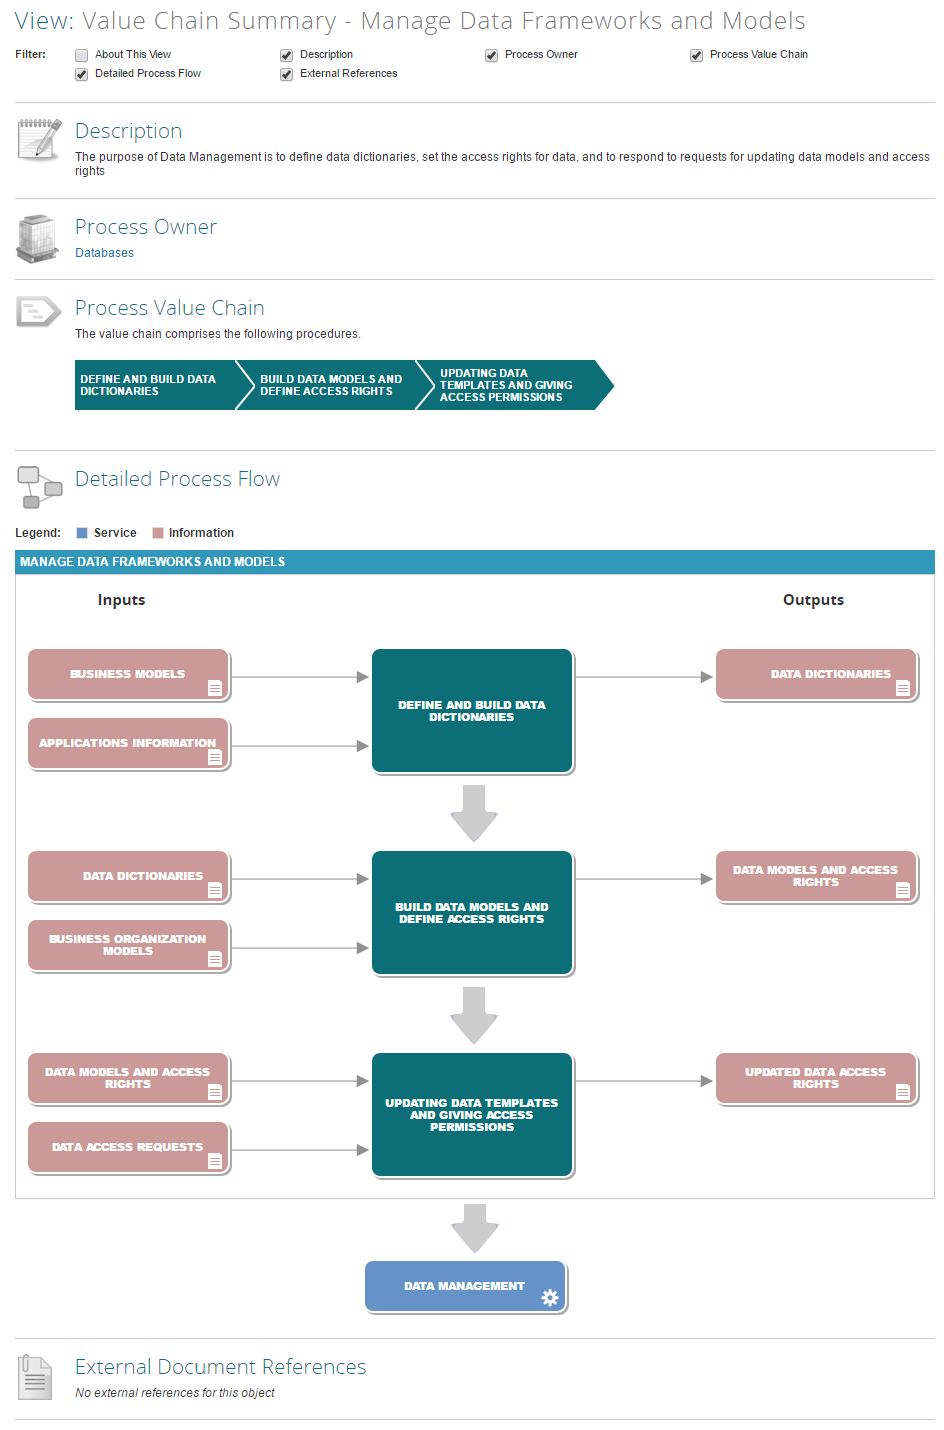 View: Value Chain Summary - Manage Data Frameworks and Models
Filter: About This View Description Process Owner Process Value Chain
Detailed Process Flow External References
Description
The purpose of Data Management is to define data dictionaries, set the access rights for data, and to respond to requests for updating data models and access
rights
Process Owner
Databases
Process Value Chain
The value chain comprises the following procedures.
DEFINE AND BUILD DATA
DICTIONARIES
BUILD DATA MODELS AND
DEFINE ACCESS RIGHTS
UPDATING DATA
TEMPLATES AND GIVING
ACCESS PERMISSIONS
Detailed Process Flow
Legend: Service Information
MANAGE DATA FRAMEWORKS AND MODELS
Inputs Outputs
BUSINESS MODELS
APPLICATIONS INFORMATION
DEFINE AND BUILD DATA
DICTIONARIES
DATA DICTIONARIES
DATA DICTIONARIES
BUSINESS ORGANIZATION
MODELS
BUILD DATA MODELS AND
DEFINE ACCESS RIGHTS
DATA MODELS AND ACCESS
RIGHTS
DATA MODELS AND ACCESS
RIGHTS
DATA ACCESS REQUESTS
UPDATING DATA TEMPLATES
AND GIVING ACCESS
PERMISSIONS
UPDATED DATA ACCESS
RIGHTS
DATA MANAGEMENT
External Document References
No external references for this object